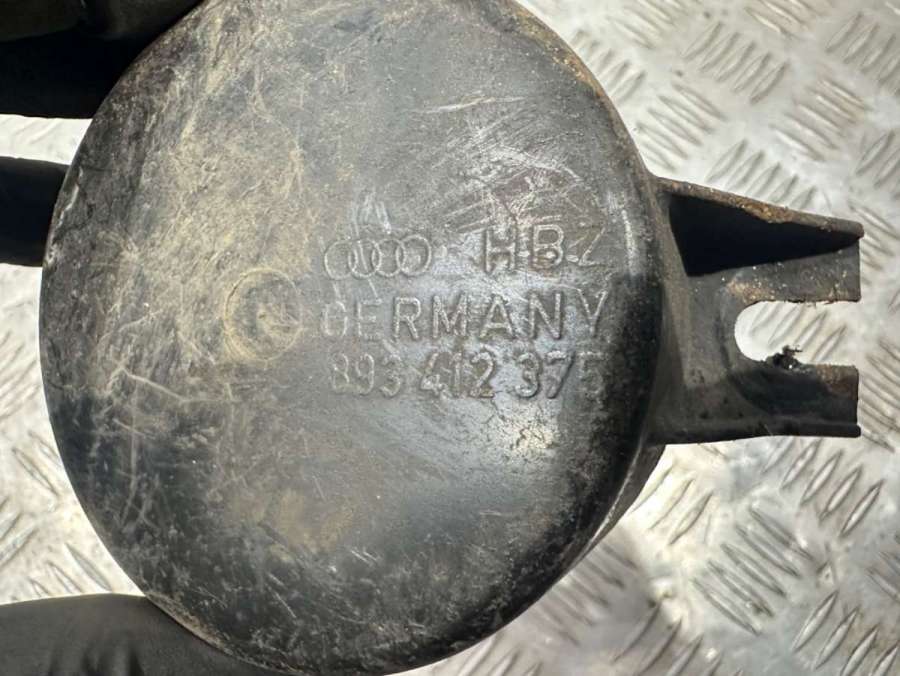 HBZ
GERMANY
893 412 375